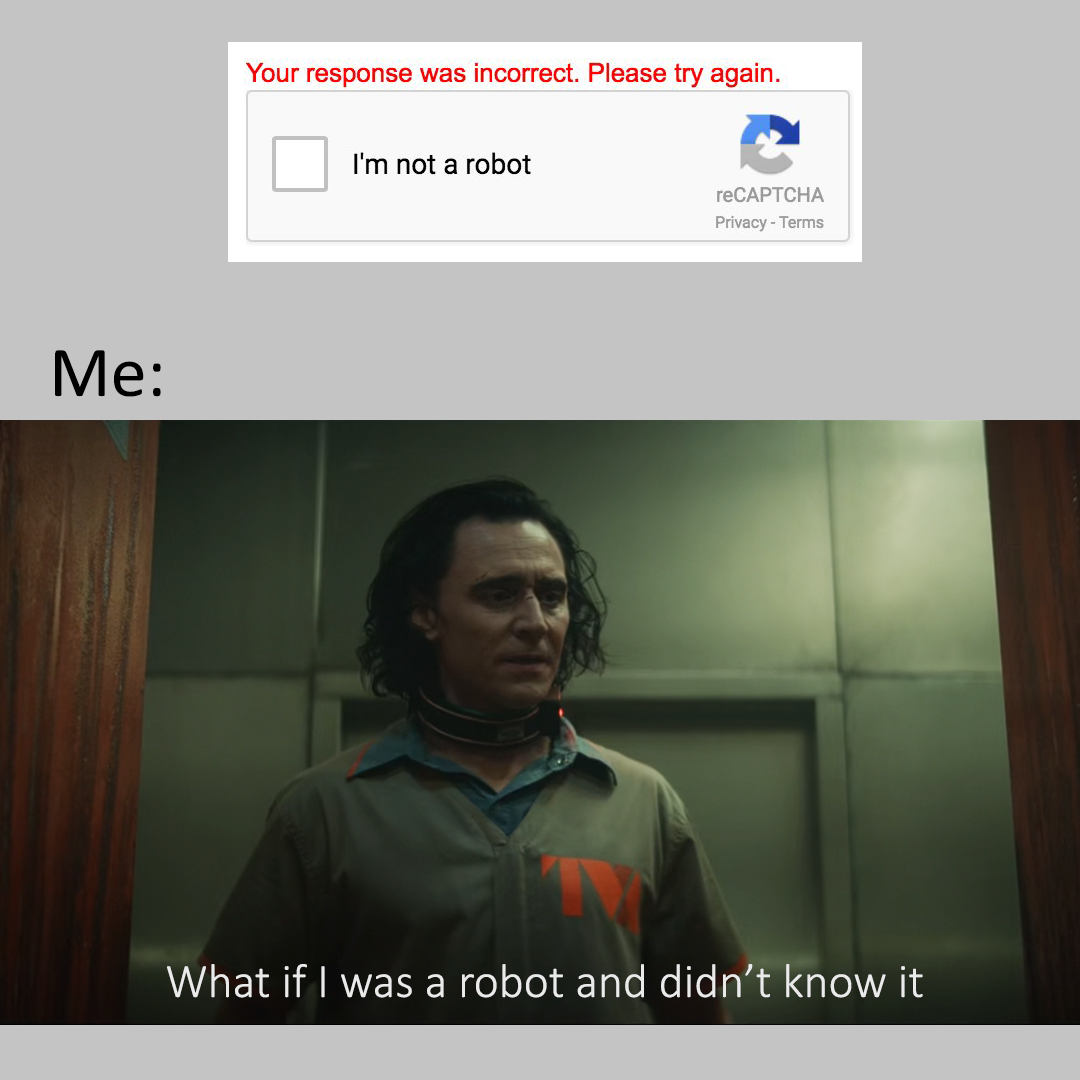 Your response was incorrect. Please try again.
I'm not a robot
reCAPTCHA
Privacy - Terms
Me:
TVA
What if I was a robot and didn't know it